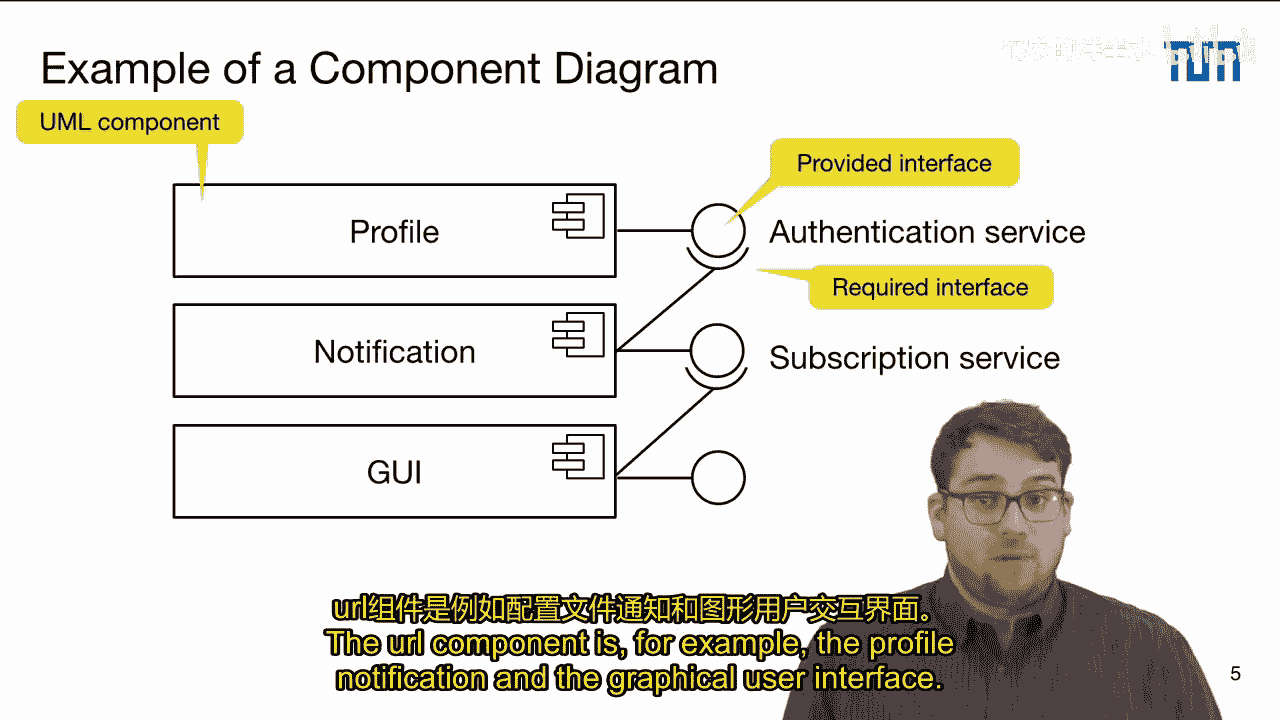 Example of a Component Diagram
UML component
Provided interface
Profile
Authentication service
Required interface
Notification
Subscription service
GUI
url组件是例如配置文件通知和图形用户交互界面。
The url component is, for example, the profile
notification and the graphical user interface.
5